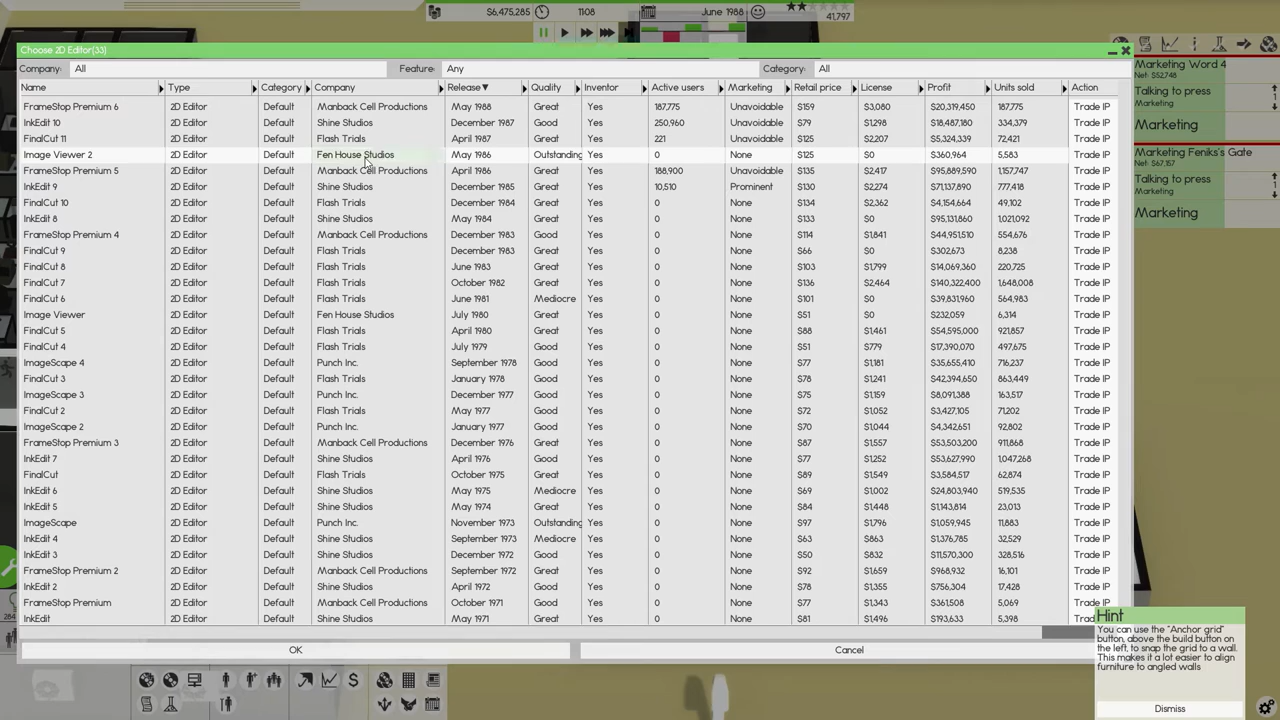 $6,475,285 1108 June 1988 41,797
Choose 2D Editor(33)
Company: All Feature: Any Category: All
Name Type Category Company Release▼ Quality Inventor Active users Marketing Retail price License Profit Units sold Action
FrameStop Premium 6 2D Editor Default Manback Cell Productions May 1988 Great Yes 187,775 Unavoidable $159 $3,080 $20,319,450 187,775 Trade IP
InkEdit 10 2D Editor Default Shine Studios December 1987 Good Yes 250,960 Unavoidable $79 $1,298 $18,487,180 334,379 Trade IP
FinalCut 11 2D Editor Default Flash Trials April 1987 Great Yes 221 Unavoidable $125 $2,207 $5,324,339 72,421 Trade IP
Image Viewer 2 2D Editor Default Fen House Studios May 1986 Outstanding Yes 0 None $125 $0 $360,964 5,583 Trade IP
FrameStop Premium 5 2D Editor Default Manback Cell Productions April 1986 Great Yes 188,900 Unavoidable $135 $2,417 $95,889,590 1,157,747 Trade IP
InkEdit 9 2D Editor Default Shine Studios December 1985 Great Yes 10,510 Prominent $130 $2,274 $71,137,890 777,418 Trade IP
FinalCut 10 2D Editor Default Flash Trials December 1984 Great Yes 0 None $134 $2,362 $4,154,664 49,102 Trade IP
InkEdit 8 2D Editor Default Shine Studios May 1984 Great Yes 0 None $133 $0 $95,131,860 1,021,092 Trade IP
FrameStop Premium 4 2D Editor Default Manback Cell Productions December 1983 Great Yes 0 None $114 $1,841 $44,951,510 554,676 Trade IP
FinalCut 9 2D Editor Default Flash Trials December 1983 Great Yes 0 None $66 $0 $302,673 8,238 Trade IP
FinalCut 8 2D Editor Default Flash Trials June 1983 Great Yes 0 None $103 $1,799 $14,069,360 220,725 Trade IP
FinalCut 7 2D Editor Default Flash Trials October 1982 Great Yes 0 None $136 $2,464 $140,322,400 1,648,008 Trade IP
FinalCut 6 2D Editor Default Flash Trials June 1981 Mediocre Yes 0 None $101 $0 $39,831,960 564,983 Trade IP
Image Viewer 2D Editor Default Fen House Studios July 1980 Great Yes 0 None $51 $0 $232,059 6,314 Trade IP
FinalCut 5 2D Editor Default Flash Trials April 1980 Great Yes 0 None $88 $1,461 $54,595,000 921,857 Trade IP
FinalCut 4 2D Editor Default Flash Trials July 1979 Good Yes 0 None $51 $779 $17,390,070 497,675 Trade IP
ImageScape 4 2D Editor Default Punch Inc. September 1978 Good Yes 0 None $77 $1,181 $35,655,410 716,237 Trade IP
FinalCut 3 2D Editor Default Flash Trials January 1978 Good Yes 0 None $78 $1,241 $42,394,650 863,449 Trade IP
ImageScape 3 2D Editor Default Punch Inc. December 1977 Good Yes 0 None $75 $1,159 $8,091,388 163,517 Trade IP
FinalCut 2 2D Editor Default Flash Trials May 1977 Good Yes 0 None $72 $1,052 $3,427,105 71,202 Trade IP
ImageScape 2 2D Editor Default Punch Inc. January 1977 Good Yes 0 None $70 $1,044 $4,342,651 92,802 Trade IP
FrameStop Premium 3 2D Editor Default Manback Cell Productions December 1976 Great Yes 0 None $87 $1,557 $53,503,200 911,868 Trade IP
InkEdit 7 2D Editor Default Shine Studios April 1976 Good Yes 0 None $77 $1,252 $53,627,990 1,047,268 Trade IP
FinalCut 2D Editor Default Flash Trials October 1975 Great Yes 0 None $89 $1,549 $3,584,517 62,874 Trade IP
InkEdit 6 2D Editor Default Shine Studios May 1975 Mediocre Yes 0 None $69 $1,002 $24,803,940 519,535 Trade IP
InkEdit 5 2D Editor Default Shine Studios May 1974 Great Yes 0 None $84 $1,448 $1,143,814 23,013 Trade IP
ImageScape 2D Editor Default Punch Inc. November 1973 Outstanding Yes 0 None $97 $1,796 $1,059,945 11,883 Trade IP
InkEdit 4 2D Editor Default Shine Studios September 1973 Mediocre Yes 0 None $63 $863 $1,376,785 32,529 Trade IP
InkEdit 3 2D Editor Default Shine Studios December 1972 Good Yes 0 None $50 $832 $11,570,300 328,516 Trade IP
FrameStop Premium 2 2D Editor Default Manback Cell Productions September 1972 Good Yes 0 None $92 $1,659 $968,932 16,101 Trade IP
InkEdit 2 2D Editor Default Shine Studios April 1972 Good Yes 0 None $78 $1,355 $756,304 17,428 Trade IP
FrameStop Premium 2D Editor Default Manback Cell Productions October 1971 Good Yes 0 None $77 $1,343 $361,508 5,069 Trade IP
InkEdit 2D Editor Default Shine Studios May 1971 Great Yes 0 None $81 $1,496 $193,633 5,398 Trade IP
OK Cancel
Marketing Word 4
Net: $52,748
Talking to press 1
Marketing
Marketing
Marketing Feniks's Gate
Net: $67,157
Talking to press 1
Marketing
Marketing
Hint
You can use the "Anchor grid"
button, above the build button on
the left, to snap the grid to a wall.
This makes it a lot easier to align
furniture to angled walls
Dismiss